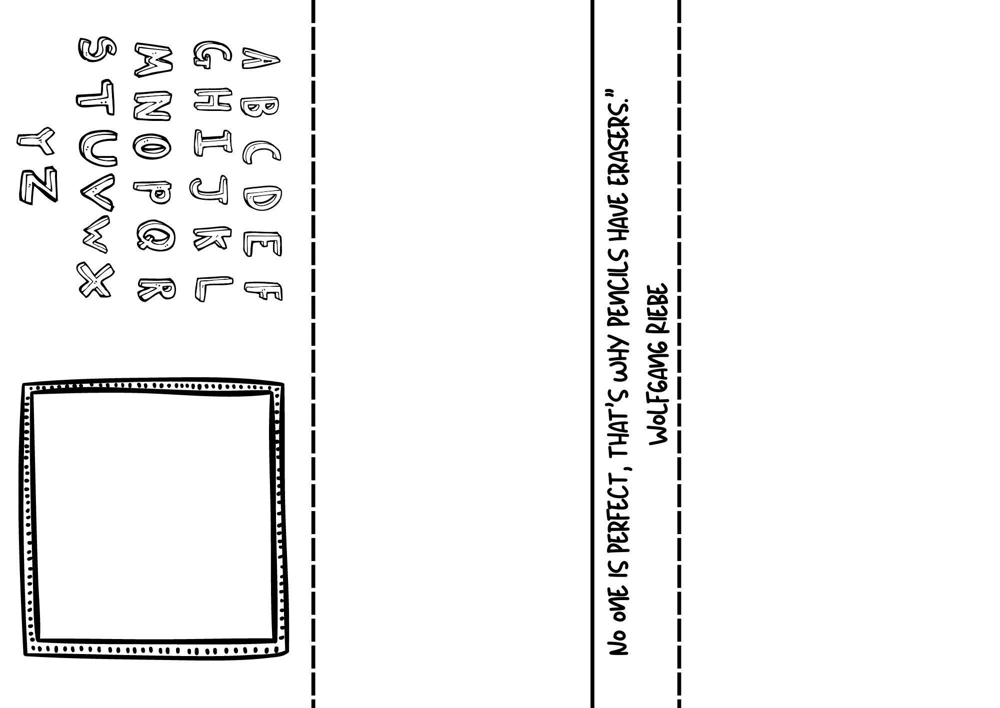 A B C D E F
G H I J K L
M N O P Q R
S T U V W X
Y Z
No ONE IS PERFECT, THAT'S WHY PENCILS HAVE ERASERS."
WoLFGANG RIEBE